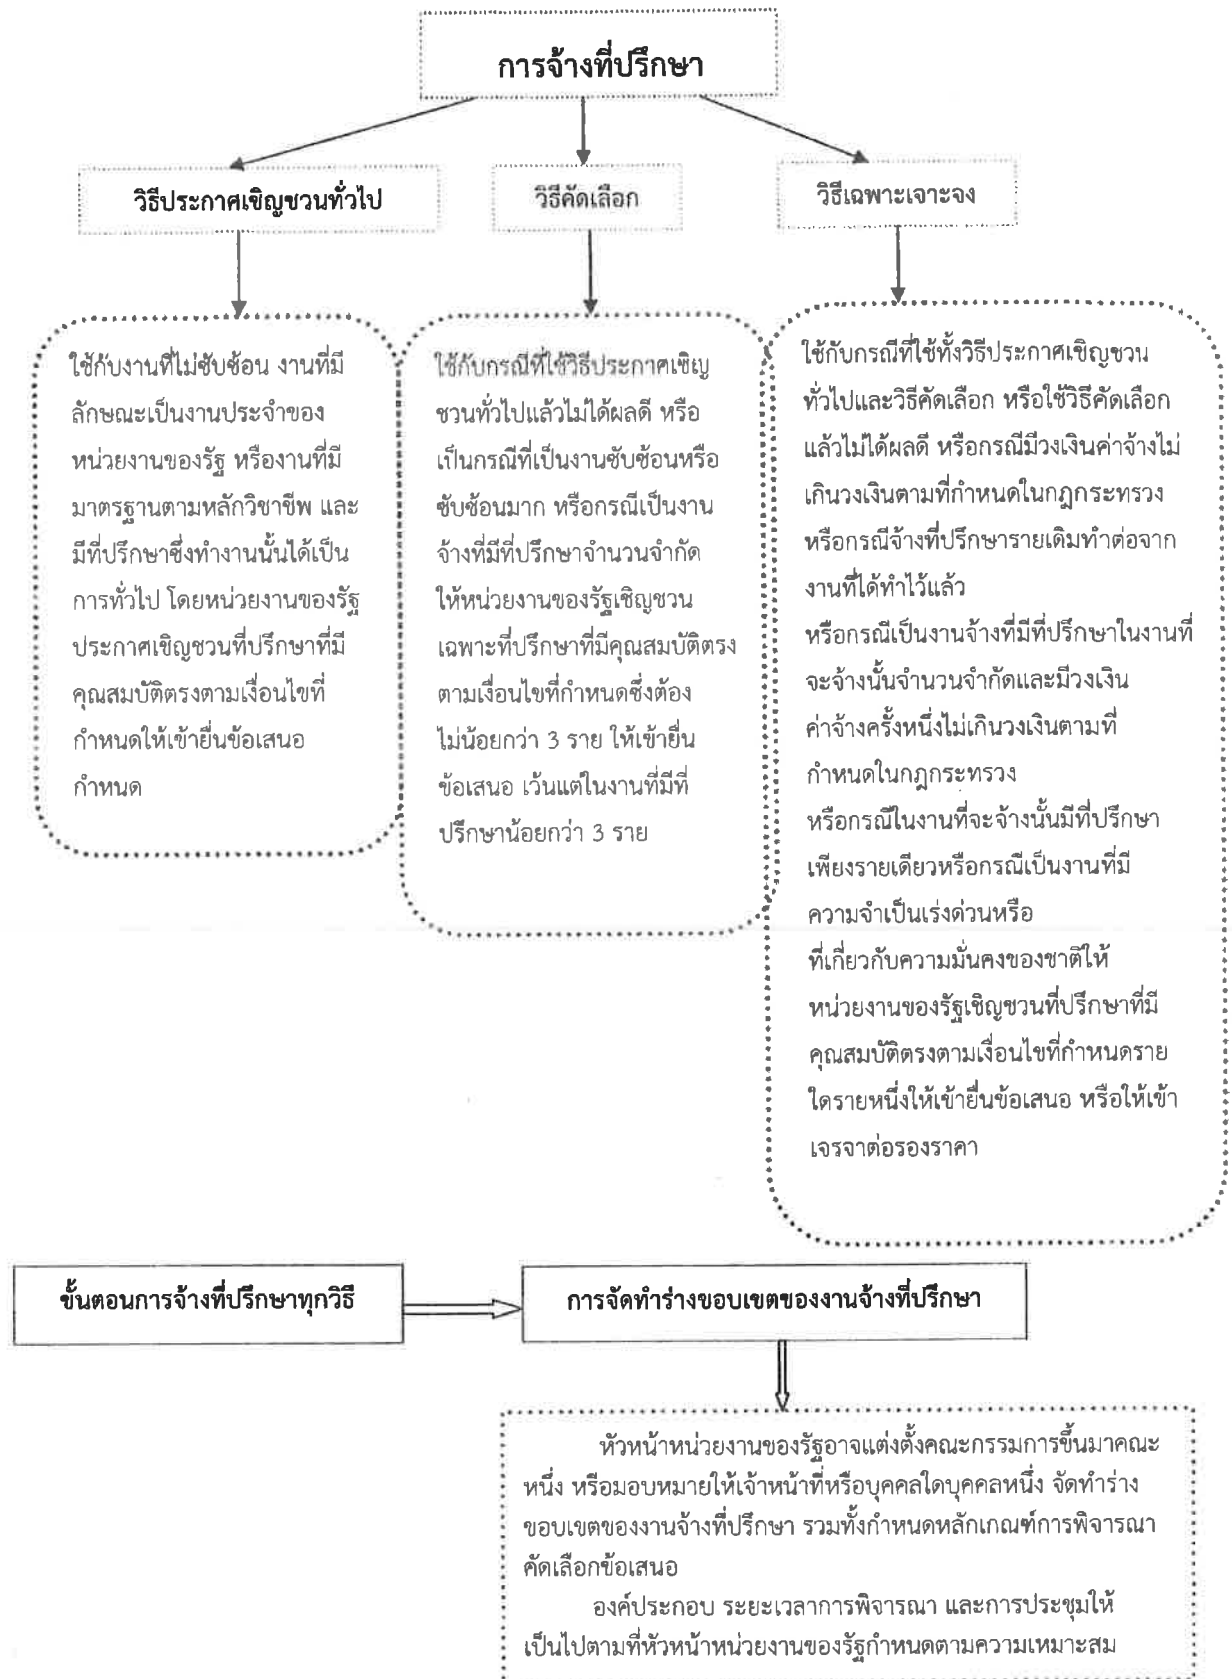 การจ้างที่ปรึกษา
วิธีประกาศเชิญชวนทั่วไป
วิธีคัดเลือก
วิธีเฉพาะเจาะจง
ใช้กับงานที่ไม่ซับซ้อน งานที่มี
ลักษณะเป็นงานประจำของ
หน่วยงานของรัฐ หรืองานที่มี
มาตรฐานตามหลักวิชาชีพ และ
มีที่ปรึกษาซึ่งทำงานนั้นได้เป็น
การทั่วไป โดยหน่วยงานของรัฐ
ประกาศเชิญชวนที่ปรึกษาที่มี
คุณสมบัติตรงตามเงื่อนไขที่
กำหนดให้เข้ายื่นข้อเสนอ
กำหนด
ใช้กับกรณีที่ใช้วิธีประกาศเชิญ
ชวนทั่วไปแล้วไม่ได้ผลดี หรือ
เป็นกรณีที่เป็นงานซับซ้อนหรือ
ซับซ้อนมาก หรือกรณีเป็นงาน
จ้างที่มีที่ปรึกษาจำนวนจำกัด
ให้หน่วยงานของรัฐเชิญชวน
เฉพาะที่ปรึกษาที่มีคุณสมบัติตรง
ตามเงื่อนไขที่กำหนดซึ่งต้อง
ไม่น้อยกว่า 3 ราย ให้เข้ายื่น
ข้อเสนอ เว้นแต่ในงานที่มีที่
ปรึกษาน้อยกว่า 3 ราย
ใช้กับกรณีที่ใช้ทั้งวิธีประกาศเชิญชวน
ทั่วไปและวิธีคัดเลือก หรือใช้วิธีคัดเลือก
แล้วไม่ได้ผลดี หรือกรณีมีวงเงินค่าจ้างไม่
เกินวงเงินตามที่กำหนดในกฎกระทรวง
หรือกรณีจ้างที่ปรึกษารายเดิมทำต่อจาก
งานที่ได้ทำไว้แล้ว
หรือกรณีเป็นงานจ้างที่มีที่ปรึกษาในงานที่
จะจ้างนั้นจำนวนจำกัดและมีวงเงิน
ค่าจ้างครั้งหนึ่งไม่เกินวงเงินตามที่
กำหนดในกฎกระทรวง
หรือกรณีในงานที่จะจ้างนั้นมีที่ปรึกษา
เพียงรายเดียวหรือกรณีเป็นงานที่มี
ความจำเป็นเร่งด่วนหรือ
ที่เกี่ยวกับความมั่นคงของชาติให้
หน่วยงานของรัฐเชิญชวนที่ปรึกษาที่มี
คุณสมบัติตรงตามเงื่อนไขที่กำหนดราย
ใดรายหนึ่งให้เข้ายื่นข้อเสนอ หรือให้เข้า
เจรจาต่อรองราคา
ขั้นตอนการจ้างที่ปรึกษาทุกวิธี
การจัดทำร่างขอบเขตของงานจ้างที่ปรึกษา
หัวหน้าหน่วยงานของรัฐอาจแต่งตั้งคณะกรรมการขึ้นมาคณะ
หนึ่ง หรือมอบหมายให้เจ้าหน้าที่หรือบุคคลใดบุคคลหนึ่ง จัดทำร่าง
ขอบเขตของงานจ้างที่ปรึกษา รวมทั้งกำหนดหลักเกณฑ์การพิจารณา
คัดเลือกข้อเสนอ
องค์ประกอบ ระยะเวลาการพิจารณา และการประชุมให้
เป็นไปตามที่หัวหน้าหน่วยงานของรัฐกำหนดตามความเหมาะสม